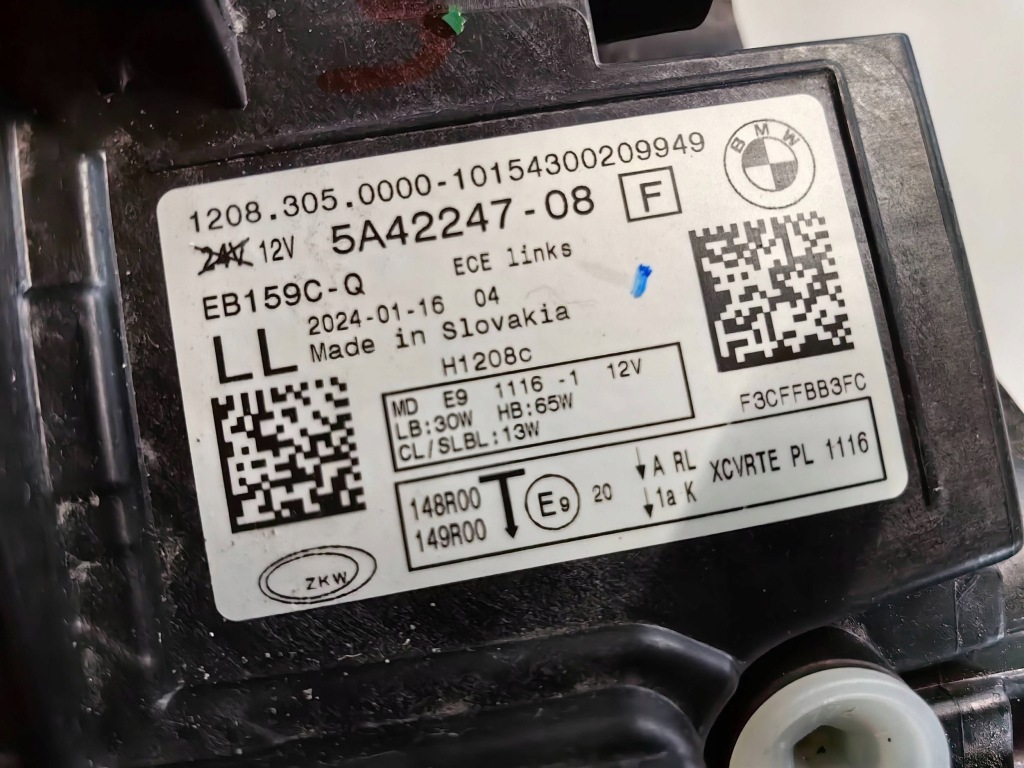 1208.305.0000-10154300209949
24V 12V 5A42247-08 F
BMW
EB159C-Q ECE links
LL 2024-01-16 04
Made in Slovakia
H1208c
MD E9 1116 -1 12V
LB:30W HB:65W
CL/SLBL:13W
F3CFFBB3FC
148R00
149R00
E9 20
↓A RL
↓1a K
XCVRTE PL 1116
ZKW